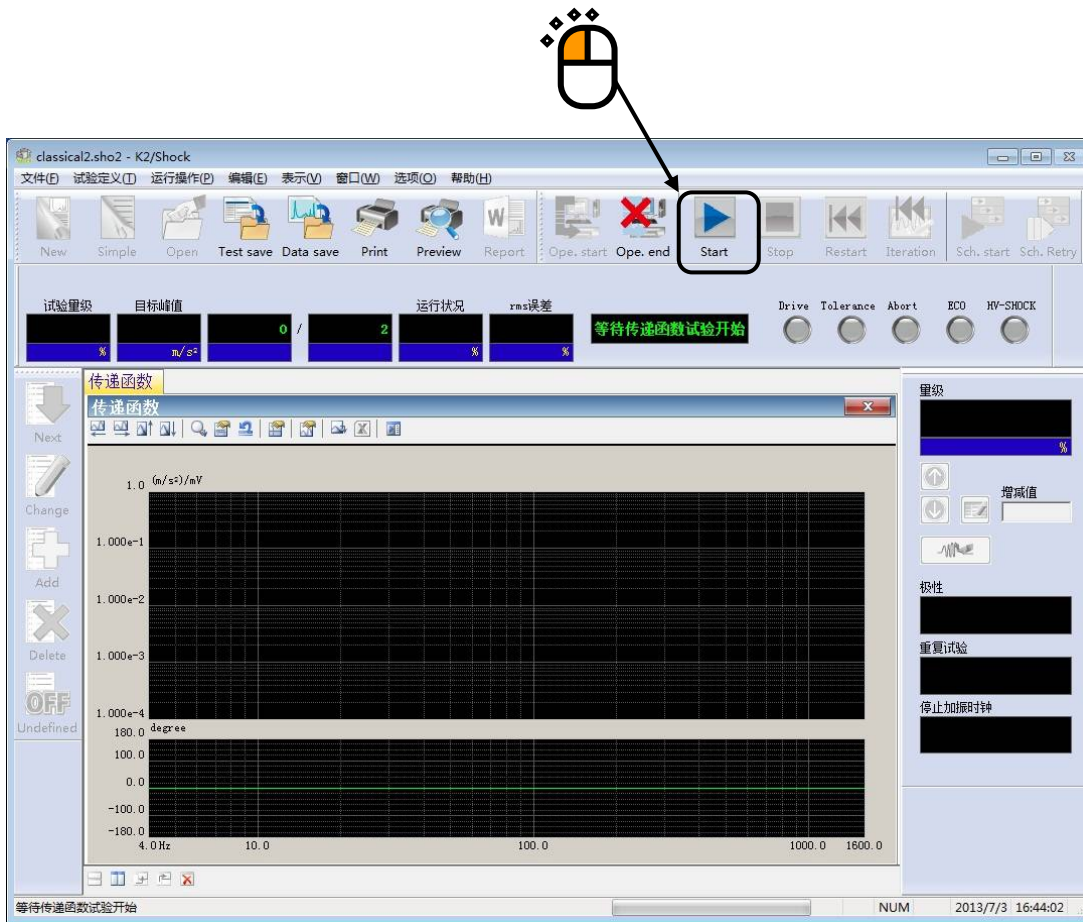 classical2.sho2 - K2/Shock
文件(F) 试验定义(T) 运行操作(P) 编辑(E) 表示(V) 窗口(W) 选项(O) 帮助(H)
New Simple Open Test save Data save Print Preview Report Ope. start Ope. end Start Stop Restart Iteration Sch. start Sch. Retry
试验量级 目标峰值 运行状况 rms误差 Drive Tolerance Abort ECO HV-SHOCK
0 / 2 等待传递函数试验开始
% m/s² % %
传递函数
传递函数
Next
Change
Add
Delete
OFF
Undefined
(m/s²)/mV
1.0
1.000e-1
1.000e-2
1.000e-3
1.000e-4
degree
180.0
100.0
0.0
-100.0
-180.0
4.0Hz 10.0 100.0 1000.0 1600.0
量级
%
增减值
极性
重复试验
停止加振时钟
等待传递函数试验开始 NUM 2013/7/3 16:44:02